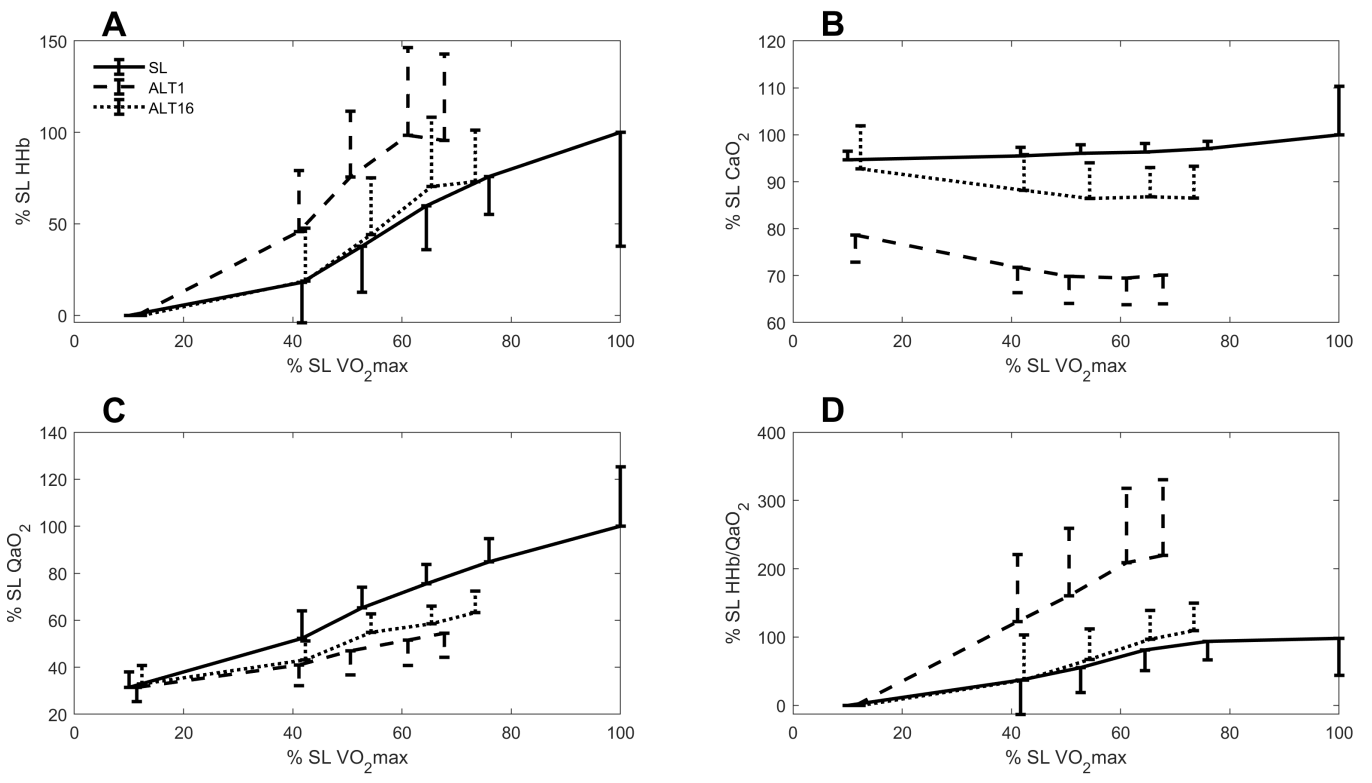 A
150
100
50
0
% SL HHb
SL
ALT1
ALT16
0 20 40 60 80 100
% SL VO2max
B
120
110
100
90
80
70
60
% SL CaO2
0 20 40 60 80 100
% SL VO2max
C
140
120
100
80
60
40
20
% SL QaO2
0 20 40 60 80 100
% SL VO2max
D
400
300
200
100
0
% SL HHb/QaO2
0 20 40 60 80 100
% SL VO2max